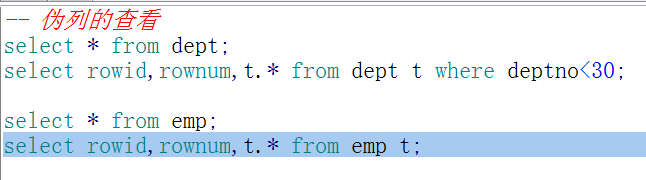 -- 伪列的查看
select * from dept;
select rowid,rownum,t.* from dept t where deptno<30;
select * from emp;
select rowid,rownum,t.* from emp t;